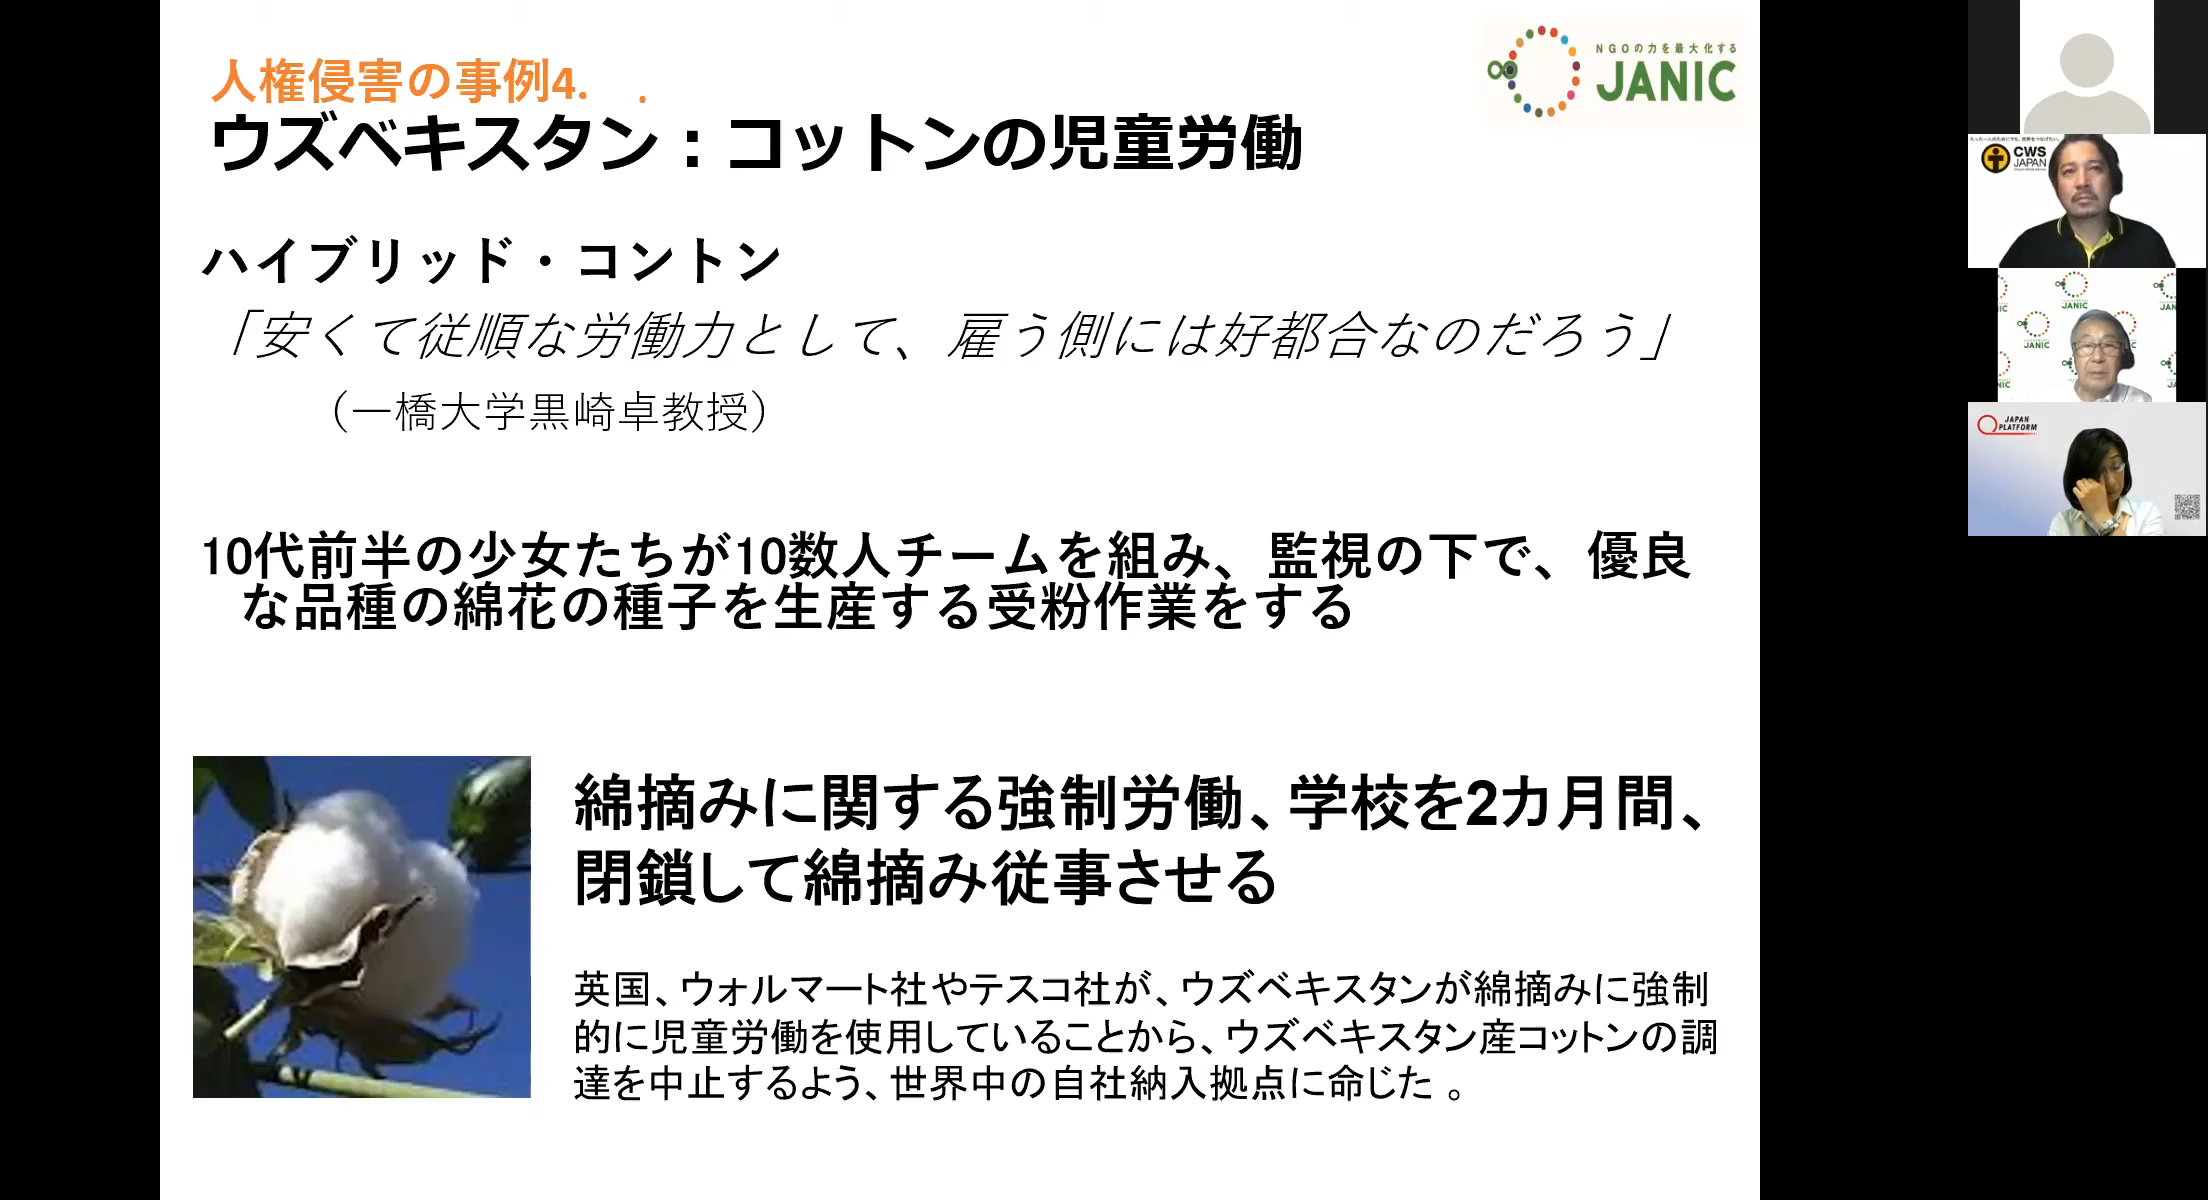 人権侵害の事例4. .
ウズベキスタン：コットンの児童労働
NGOの力を最大化する
JANIC
ハイブリッド・コントン
「安くて従順な労働力として、雇う側には好都合なのだろう」
（一橋大学黒崎卓教授）
10代前半の少女たちが10数人チームを組み、監視の下で、優良
な品種の綿花の種子を生産する受粉作業をする
綿摘みに関する強制労働、学校を2カ月間、
閉鎖して綿摘み従事させる
英国、ウォルマート社やテスコ社が、ウズベキスタンが綿摘みに強制
的に児童労働を使用していることから、ウズベキスタン産コットンの調
達を中止するよう、世界中の自社納入拠点に命じた 。
CWS
JAPAN
JANIC
JANIC
JAPAN
PLATFORM